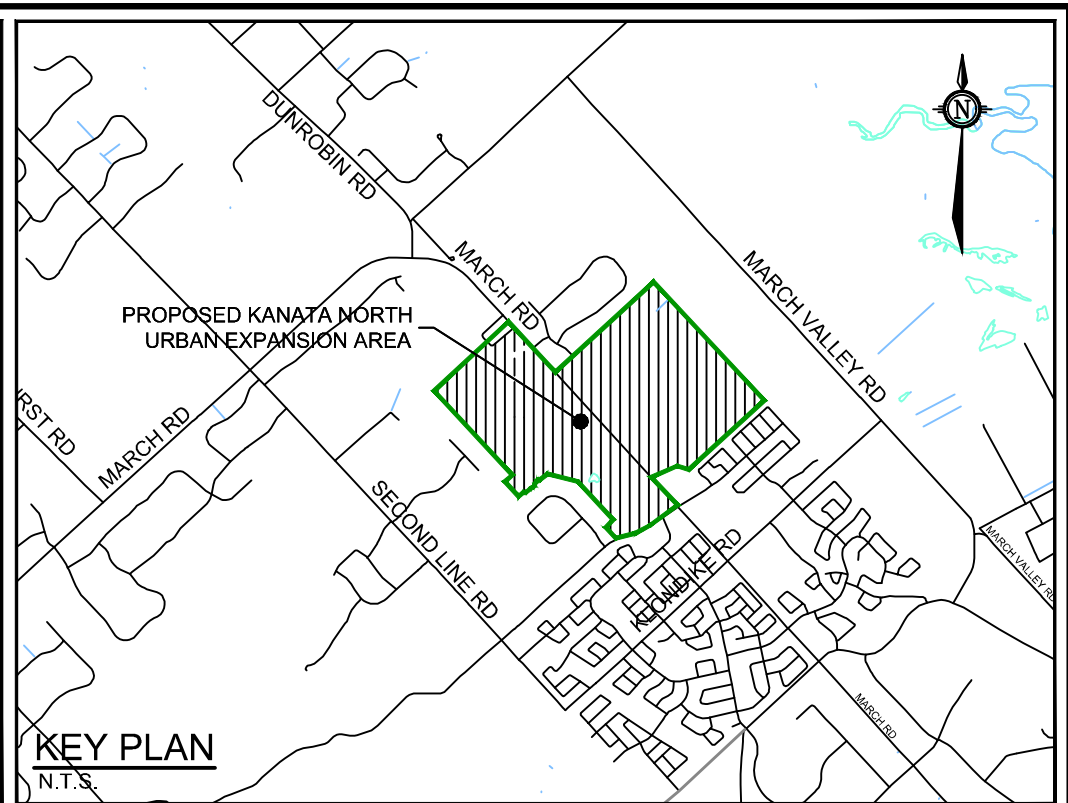 N
DUNROBIN RD
MARCH RD
MARCH VALLEY RD
PROPOSED KANATA NORTH
URBAN EXPANSION AREA
RST RD
MARCH RD
SECOND LINE RD
KLONDIKE RD
MARCH VALLEY RD
MARCH RD
KEY PLAN
N.T.S.